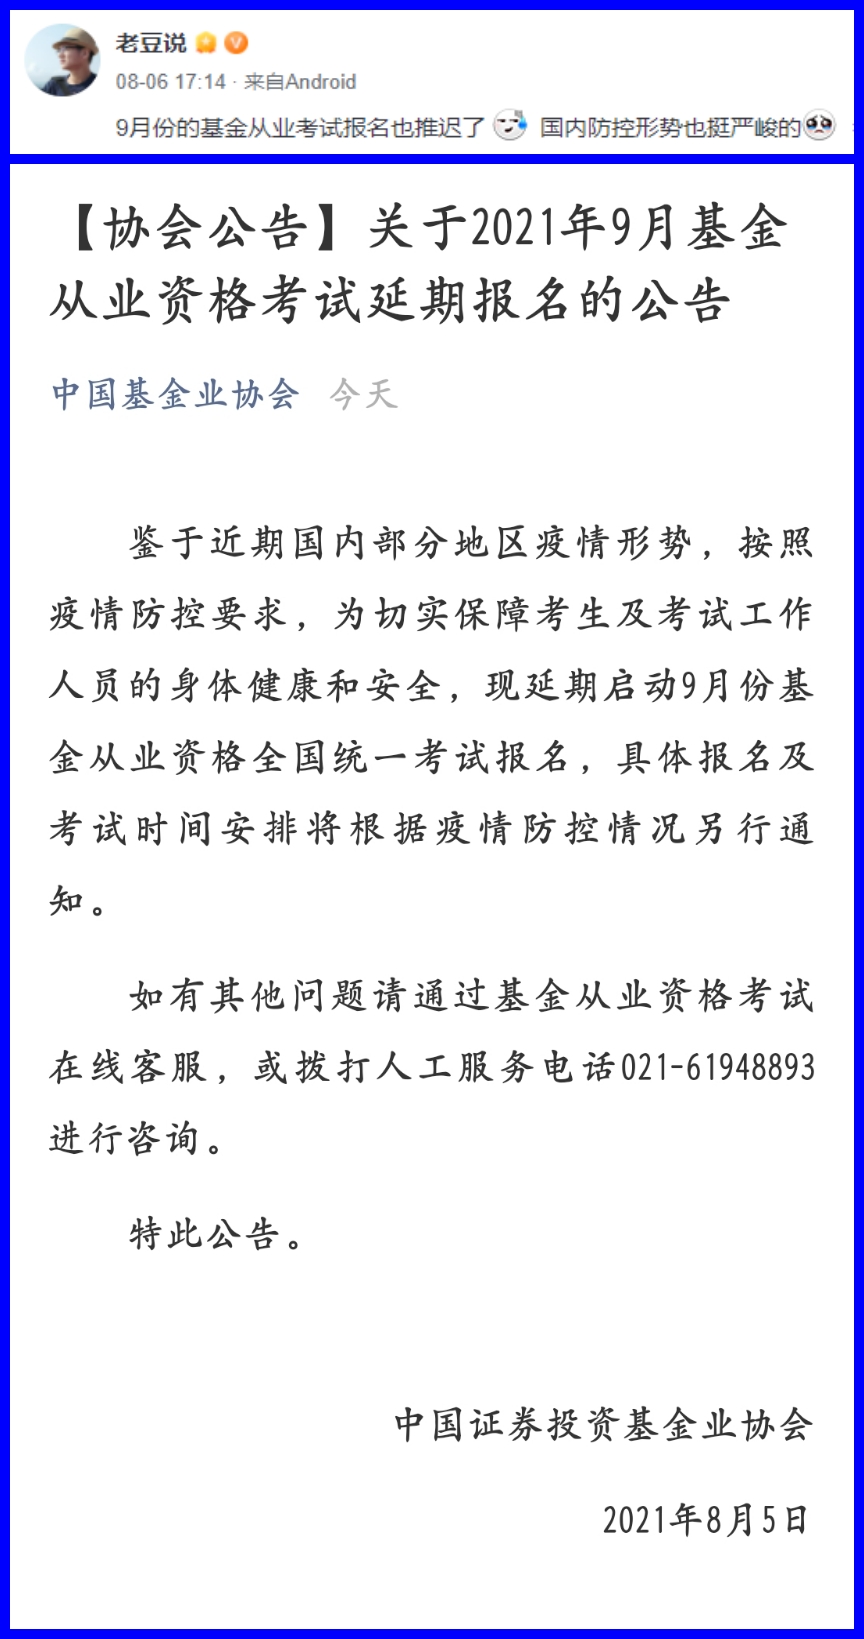 老豆说
08-06 17:14 · 来自Android
9月份的基金从业考试报名也推迟了 国内防控形势也挺严峻的
【协会公告】关于2021年9月基金
从业资格考试延期报名的公告
中国基金业协会 今天
鉴于近期国内部分地区疫情形势，按照
疫情防控要求，为切实保障考生及考试工作
人员的身体健康和安全，现延期启动9月份基
金从业资格全国统一考试报名，具体报名及
考试时间安排将根据疫情防控情况另行通
知。
如有其他问题请通过基金从业资格考试
在线客服，或拨打人工服务电话021-61948893
进行咨询。
特此公告。
中国证券投资基金业协会
2021年8月5日